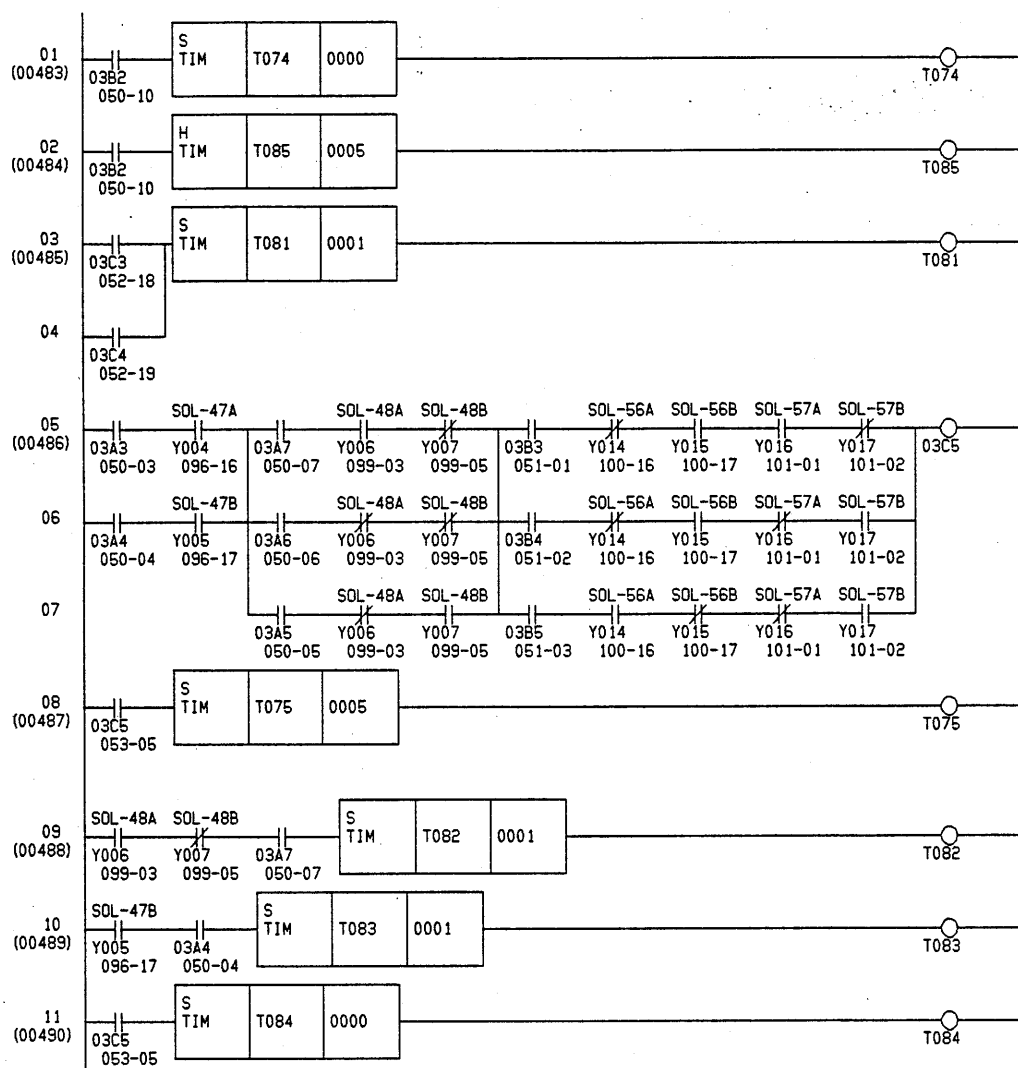 S
01 TIM T074 0000
(00483) 03B2 T074
050-10
H
02 TIM T085 0005
(00484) 03B2 T085
050-10
S
03 TIM T081 0001
(00485) 03C3 T081
052-18
04
03C4
052-19
SOL-47A SOL-48A SOL-48B SOL-56A SOL-56B SOL-57A SOL-57B
05
(00486) 03A3 Y004 03A7 Y006 Y007 03B3 Y014 Y015 Y016 Y017 03C5
050-03 096-16 050-07 099-03 099-05 051-01 100-16 100-17 101-01 101-02
SOL-47B SOL-48A SOL-48B SOL-56A SOL-56B SOL-57A SOL-57B
06
03A4 Y005 03A6 Y006 Y007 03B4 Y014 Y015 Y016 Y017
050-04 096-17 050-06 099-03 099-05 051-02 100-16 100-17 101-01 101-02
SOL-48A SOL-48B SOL-56A SOL-56B SOL-57A SOL-57B
07
03A5 Y006 Y007 03B5 Y014 Y015 Y016 Y017
050-05 099-03 099-05 051-03 100-16 100-17 101-01 101-02
S
08 TIM T075 0005
(00487) 03C5 T075
053-05
SOL-48A SOL-48B S
09 TIM T082 0001
(00488) Y006 Y007 03A7 T082
099-03 099-05 050-07
SOL-47B S
10 TIM T083 0001
(00489) Y005 03A4 T083
096-17 050-04
S
11 TIM T084 0000
(00490) 03C5 T084
053-05